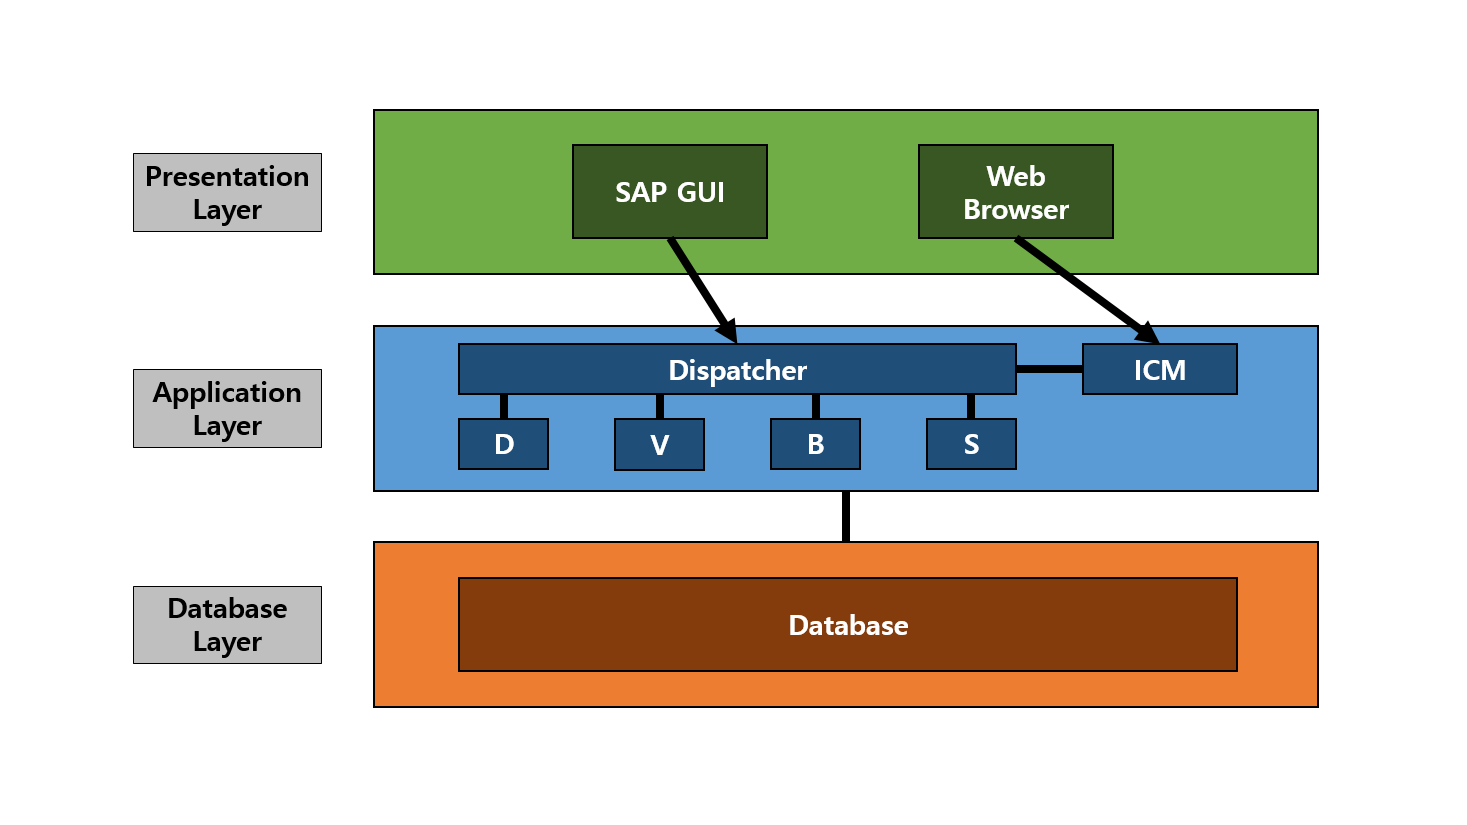 Presentation
Layer
SAP GUI
Web
Browser
Application
Layer
Dispatcher
ICM
D
V
B
S
Database
Layer
Database